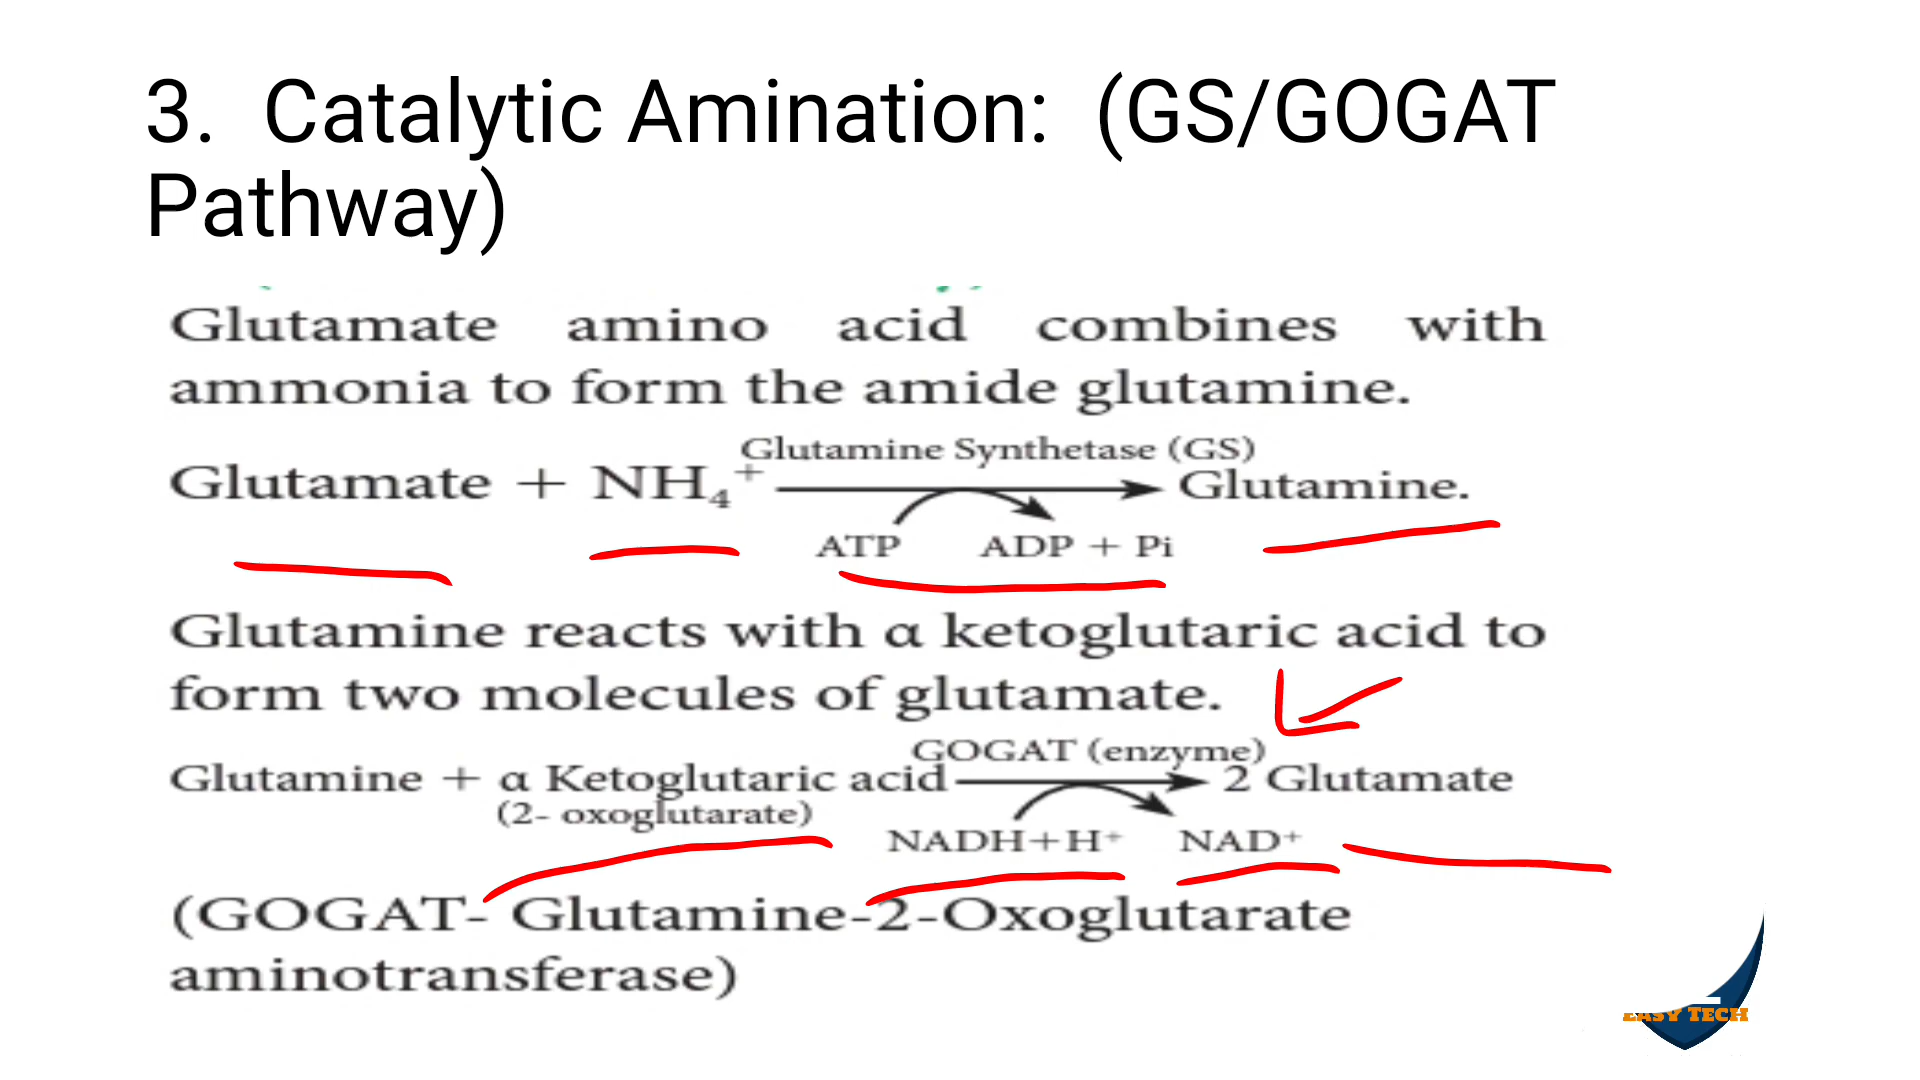 3. Catalytic Amination: (GS/GOGAT
Pathway)
Glutamate amino acid combines with
ammonia to form the amide glutamine.
Glutamine Synthetase (GS)
Glutamate + NH₄⁺ Glutamine.
ATP ADP + Pi
Glutamine reacts with α ketoglutaric acid to
form two molecules of glutamate.
GOGAT (enzyme)
Glutamine + α Ketoglutaric acid 2 Glutamate
(2- oxoglutarate)
NADH+H⁺ NAD⁺
(GOGAT- Glutamine-2-Oxoglutarate
aminotransferase)
EASY TECH